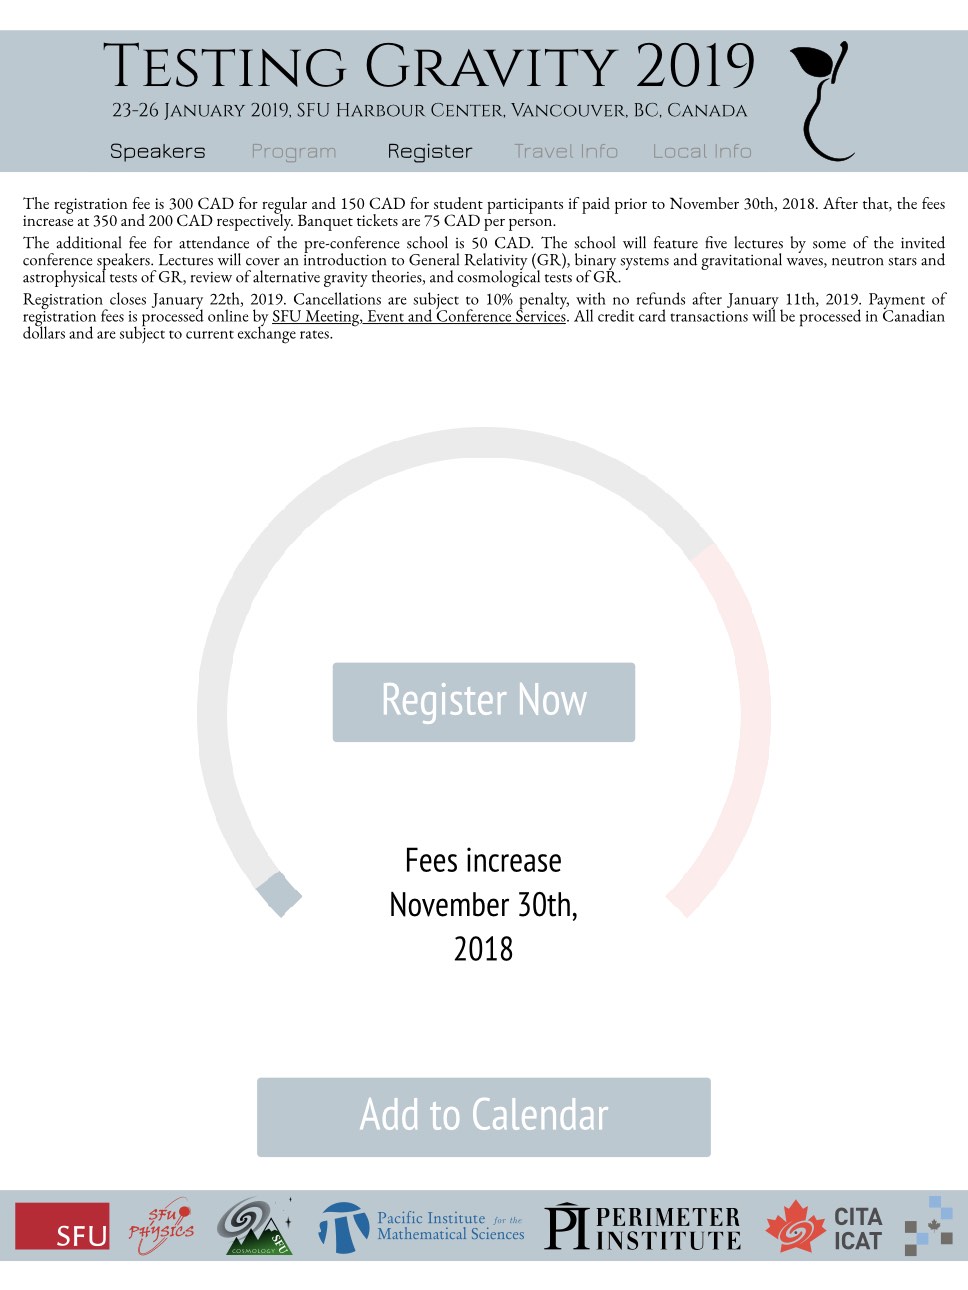 Testing Gravity 2019
23-26 January 2019, SFU Harbour Center, Vancouver, BC, Canada
Speakers Program Register Travel Info Local Info
The registration fee is 300 CAD for regular and 150 CAD for student participants if paid prior to November 30th, 2018. After that, the fees
increase at 350 and 200 CAD respectively. Banquet tickets are 75 CAD per person.
The additional fee for attendance of the pre-conference school is 50 CAD. The school will feature five lectures by some of the invited
conference speakers. Lectures will cover an introduction to General Relativity (GR), binary systems and gravitational waves, neutron stars and
astrophysical tests of GR, review of alternative gravity theories, and cosmological tests of GR.
Registration closes January 22th, 2019. Cancellations are subject to 10% penalty, with no refunds after January 11th, 2019. Payment of
registration fees is processed online by SFU Meeting, Event and Conference Services. All credit card transactions will be processed in Canadian
dollars and are subject to current exchange rates.
Register Now
Fees increase
November 30th,
2018
Add to Calendar
SFU
SFU
PHYSICS
COSMOLOGY
SFU
Pacific Institute for the
Mathematical Sciences
PI PERIMETER
INSTITUTE
CITA
ICAT